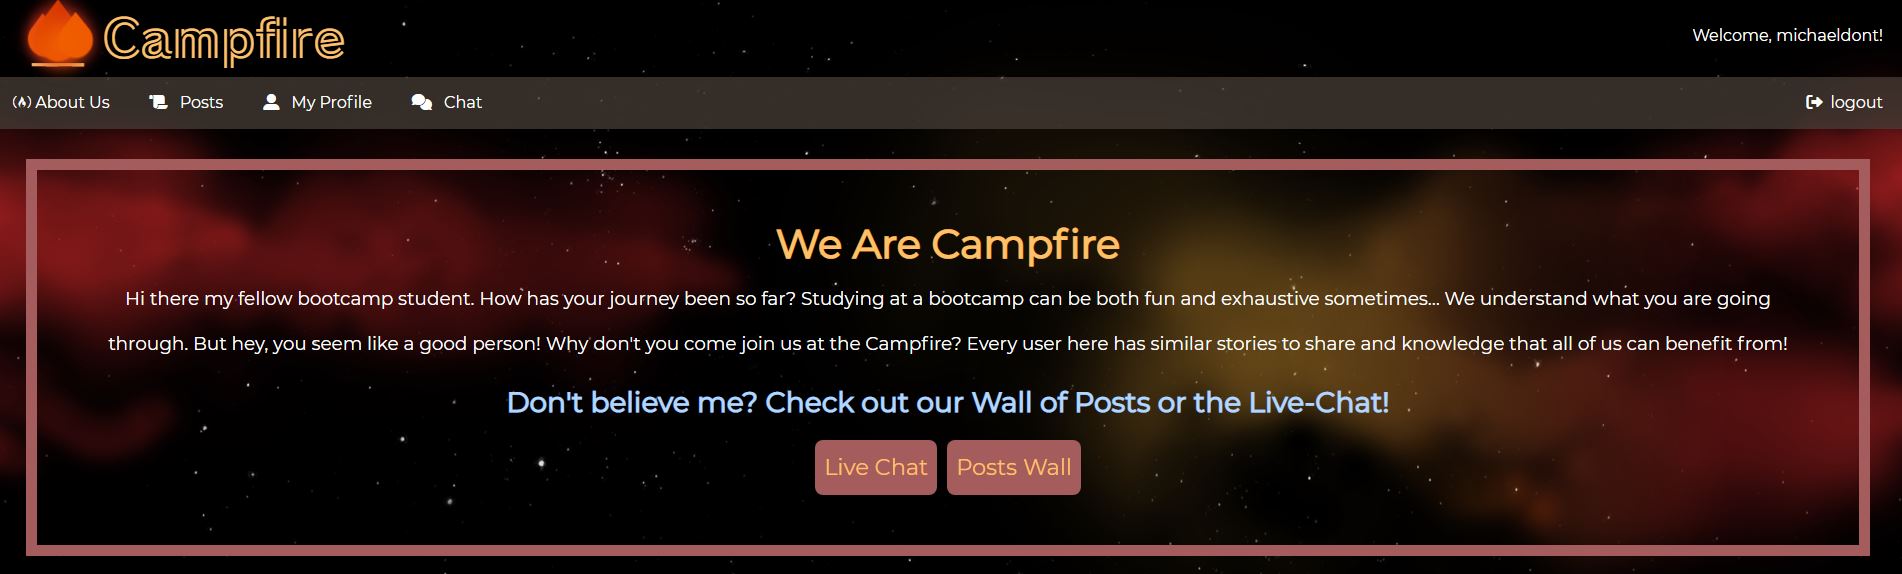 Campfire
Welcome, michaeldont!
About Us
Posts
My Profile
Chat
logout
We Are Campfire
Hi there my fellow bootcamp student. How has your journey been so far? Studying at a bootcamp can be both fun and exhaustive sometimes... We understand what you are going
through. But hey, you seem like a good person! Why don't you come join us at the Campfire? Every user here has similar stories to share and knowledge that all of us can benefit from!
Don't believe me? Check out our Wall of Posts or the Live-Chat!
Live Chat
Posts Wall